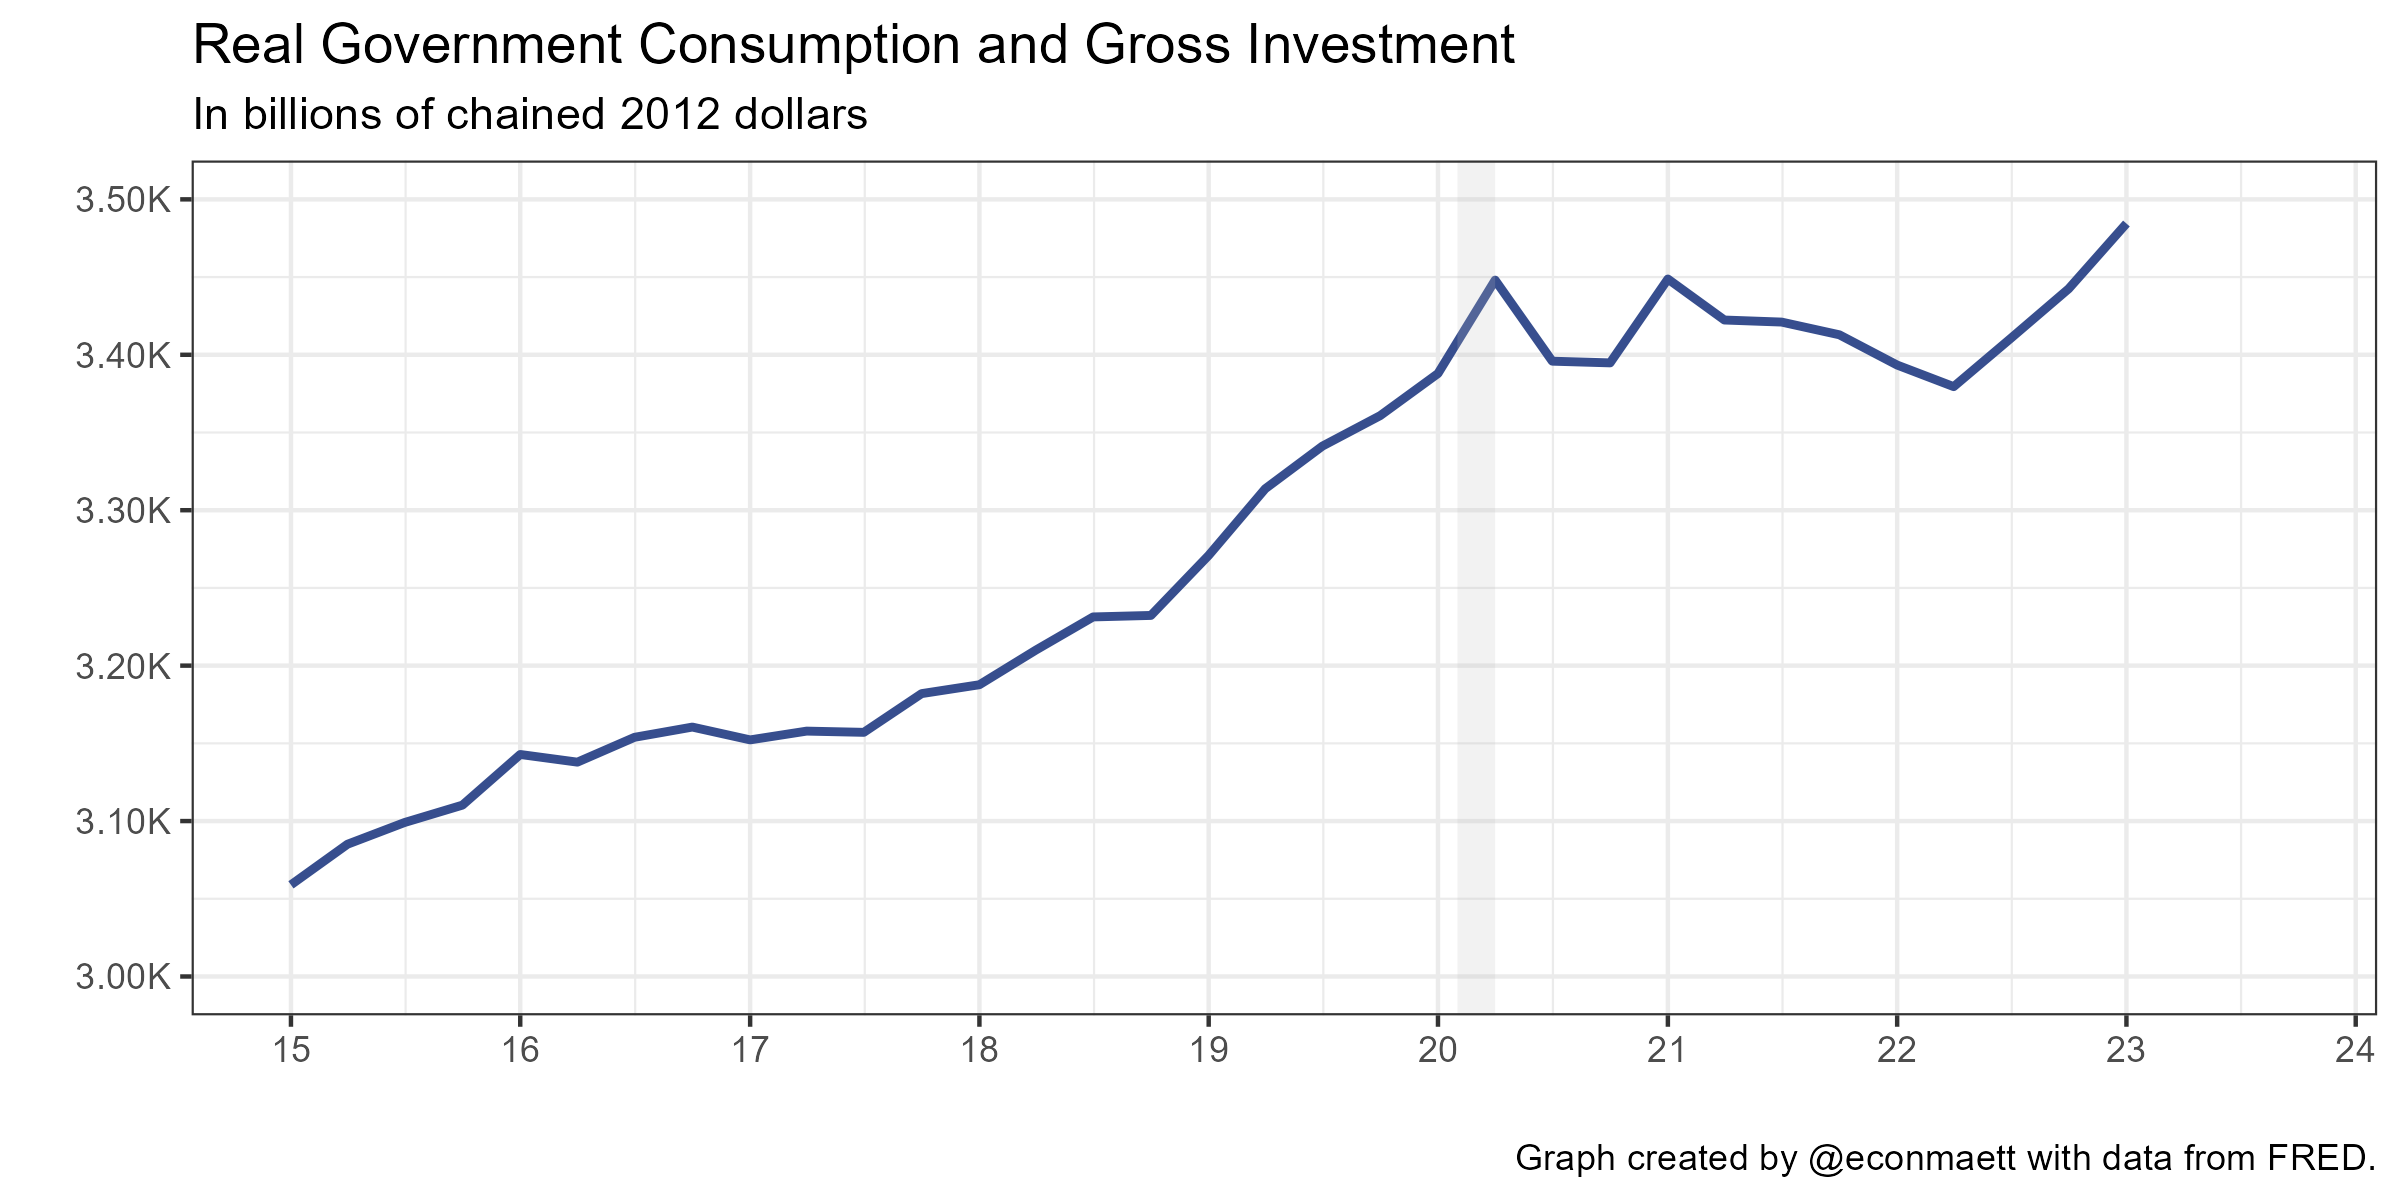 Real Government Consumption and Gross Investment
In billions of chained 2012 dollars
3.50K
3.40K
3.30K
3.20K
3.10K
3.00K
15 16 17 18 19 20 21 22 23 24
Graph created by @econmaett with data from FRED.